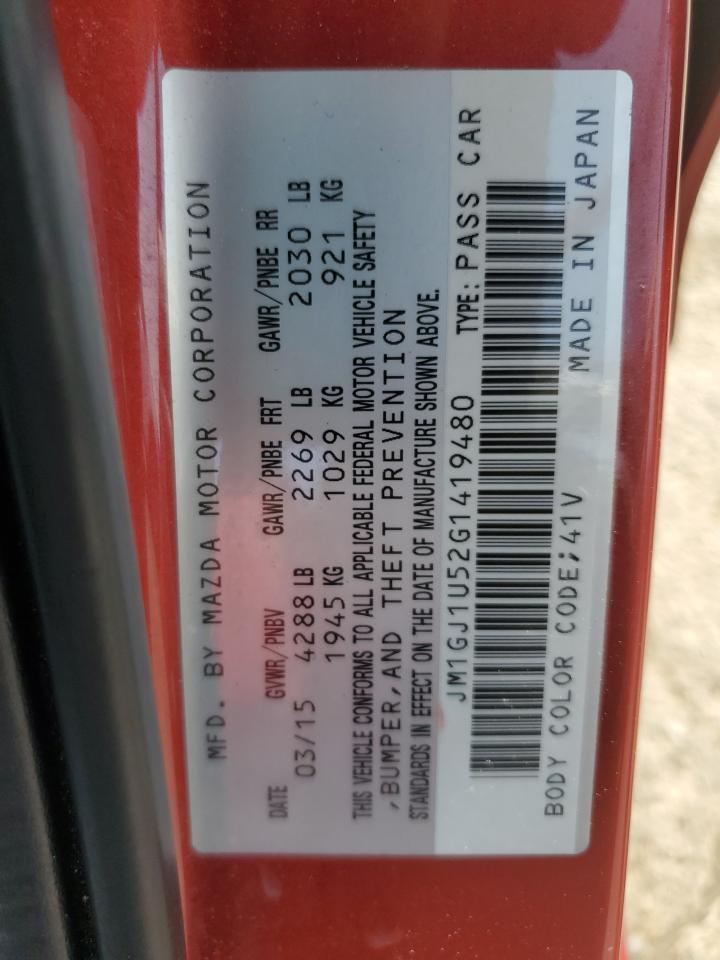 MFD. BY MAZDA MOTOR CORPORATION
DATE GVWR/PNBV GAWR/PNBE FRT GAWR/PNBE RR
03/15 4288 LB 2269 LB 2030 LB
1945 KG 1029 KG 921 KG
THIS VEHICLE CONFORMS TO ALL APPLICABLE FEDERAL MOTOR VEHICLE SAFETY
,BUMPER,AND THEFT PREVENTION
STANDARDS IN EFFECT ON THE DATE OF MANUFACTURE SHOWN ABOVE.
JM1GJ1U52G1419480 TYPE: PASS CAR
BODY COLOR CODE;41V MADE IN JAPAN